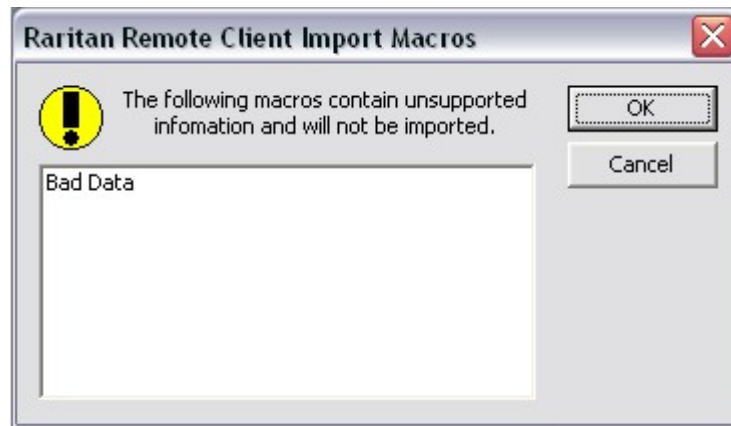 Raritan Remote Client Import Macros
The following macros contain unsupported
infomation and will not be imported.
OK
Cancel
Bad Data